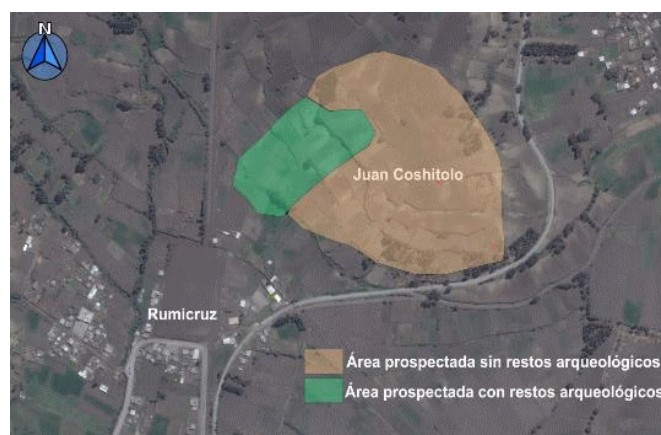 N
Juan Coshitolo
Rumicruz
Área prospectada sin restos arqueológicos
Área prospectada con restos arqueológicos